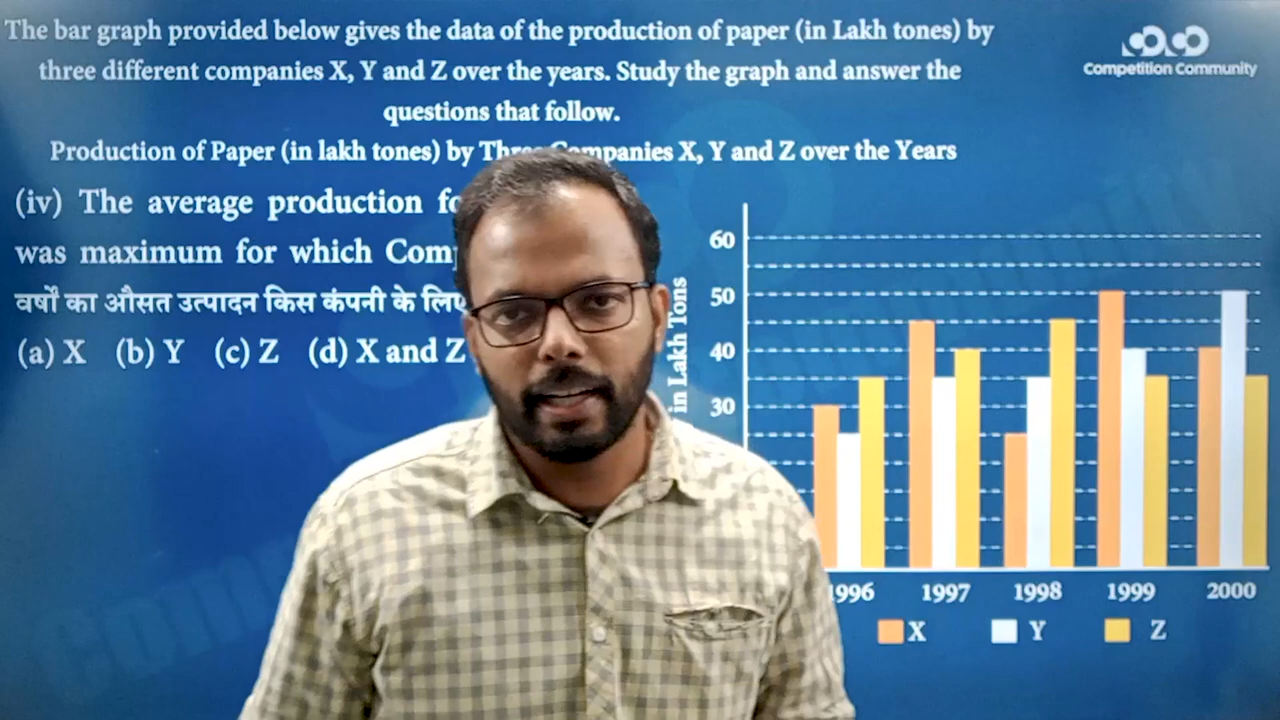 The bar graph provided below gives the data of the production of paper (in Lakh tones) by
three different companies X, Y and Z over the years. Study the graph and answer the
questions that follow.
Production of Paper (in lakh tones) by Three Companies X, Y and Z over the Years
Competition Community
(iv) The average production
was maximum for which
वर्षों का औसत उत्पादन किस कंपनी के
(a) X (b) Y (c) Z (d) X and Z
in Lakh Tons
60
50
40
30
1996 1997 1998 1999 2000
X Y Z